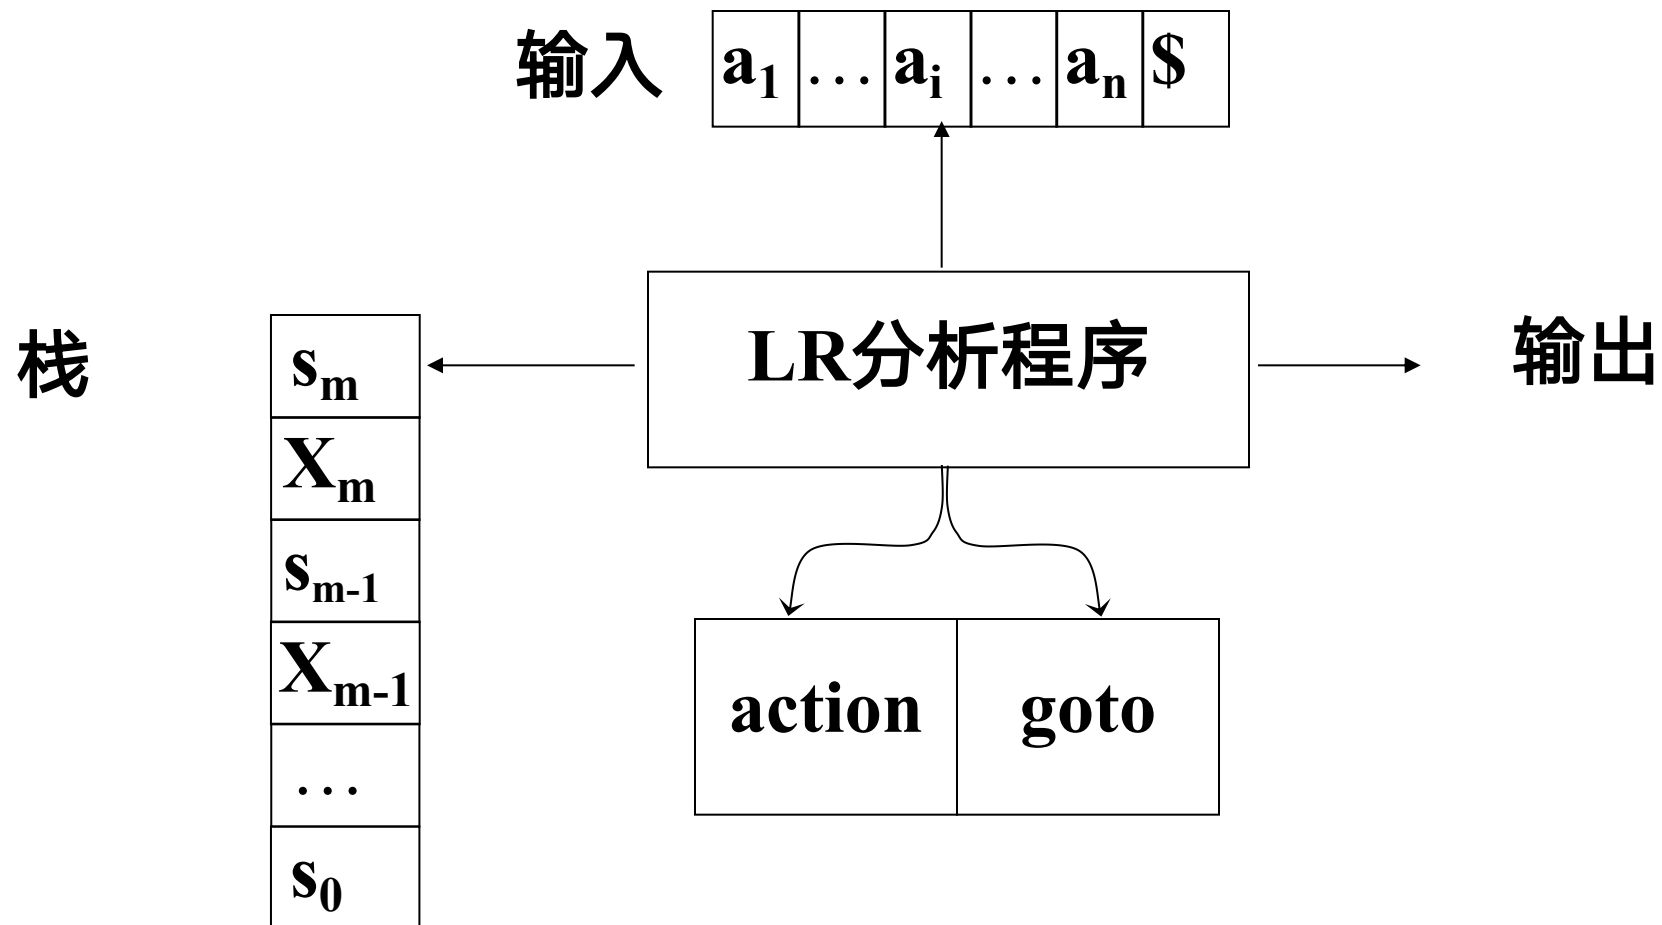 输入 a1 ... ai ... an $
LR分析程序
栈
输出
sm
Xm
sm-1
Xm-1
...
s0
action goto